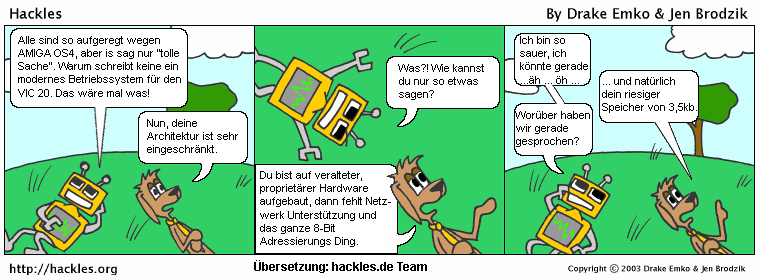 Hackles
By Drake Emko & Jen Brodzik
Alle sind so aufgeregt wegen
AMIGA OS4, aber is sag nur "tolle
Sache". Warum schreibt keine ein
modernes Betriebssystem für den
VIC 20. Das wäre mal was!
Nun, deine
Architektur ist sehr
eingeschränkt.
Was?! Wie kannst
du nur so etwas
sagen?
Du bist auf veralteter,
proprietärer Hardware
aufgebaut, dann fehlt Netz-
werk Unterstützung und
das ganze 8-Bit
Adressierungs Ding.
Ich bin so
sauer, ich
könnte gerade
...äh ... öh ...
Worüber haben
wir gerade
gesprochen?
... und natürlich
dein riesiger
Speicher von 3,5kb.
http://hackles.org
Übersetzung: hackles.de Team
Copyright © 2003 Drake Emko & Jen Brodzik